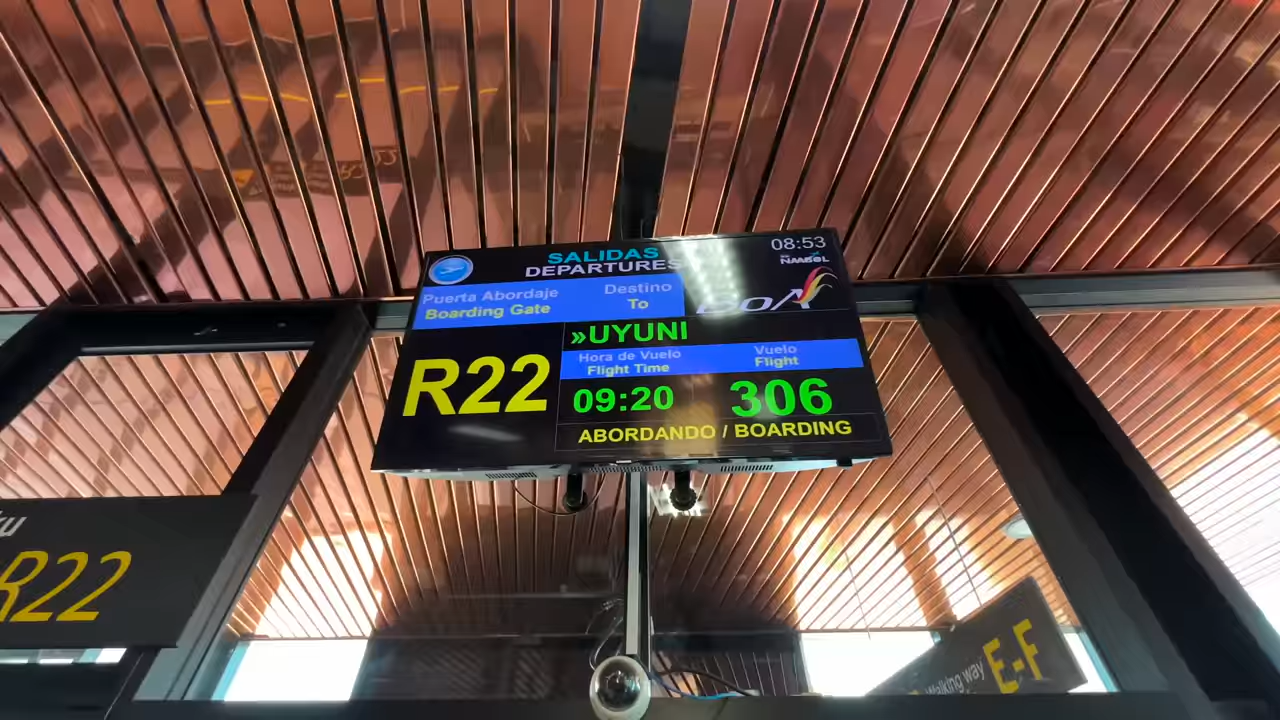 SALIDAS
DEPARTURES
08:53
NAABOL
Puerta Abordaje
Boarding Gate
Destino
To
BOA
»UYUNI
R22
Hora de Vuelo
Flight Time
Vuelo
Flight
09:20
306
ABORDANDO / BOARDING
R22
Walking way
E-F